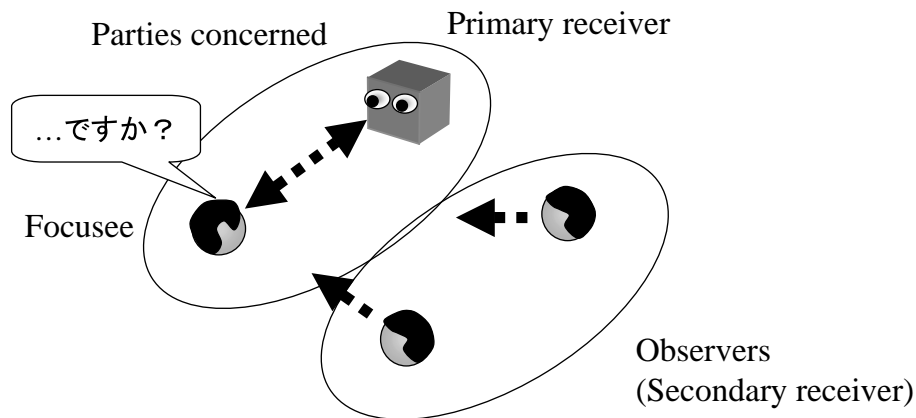 Parties concerned
Primary receiver
…ですか？
Focusee
Observers
(Secondary receiver)